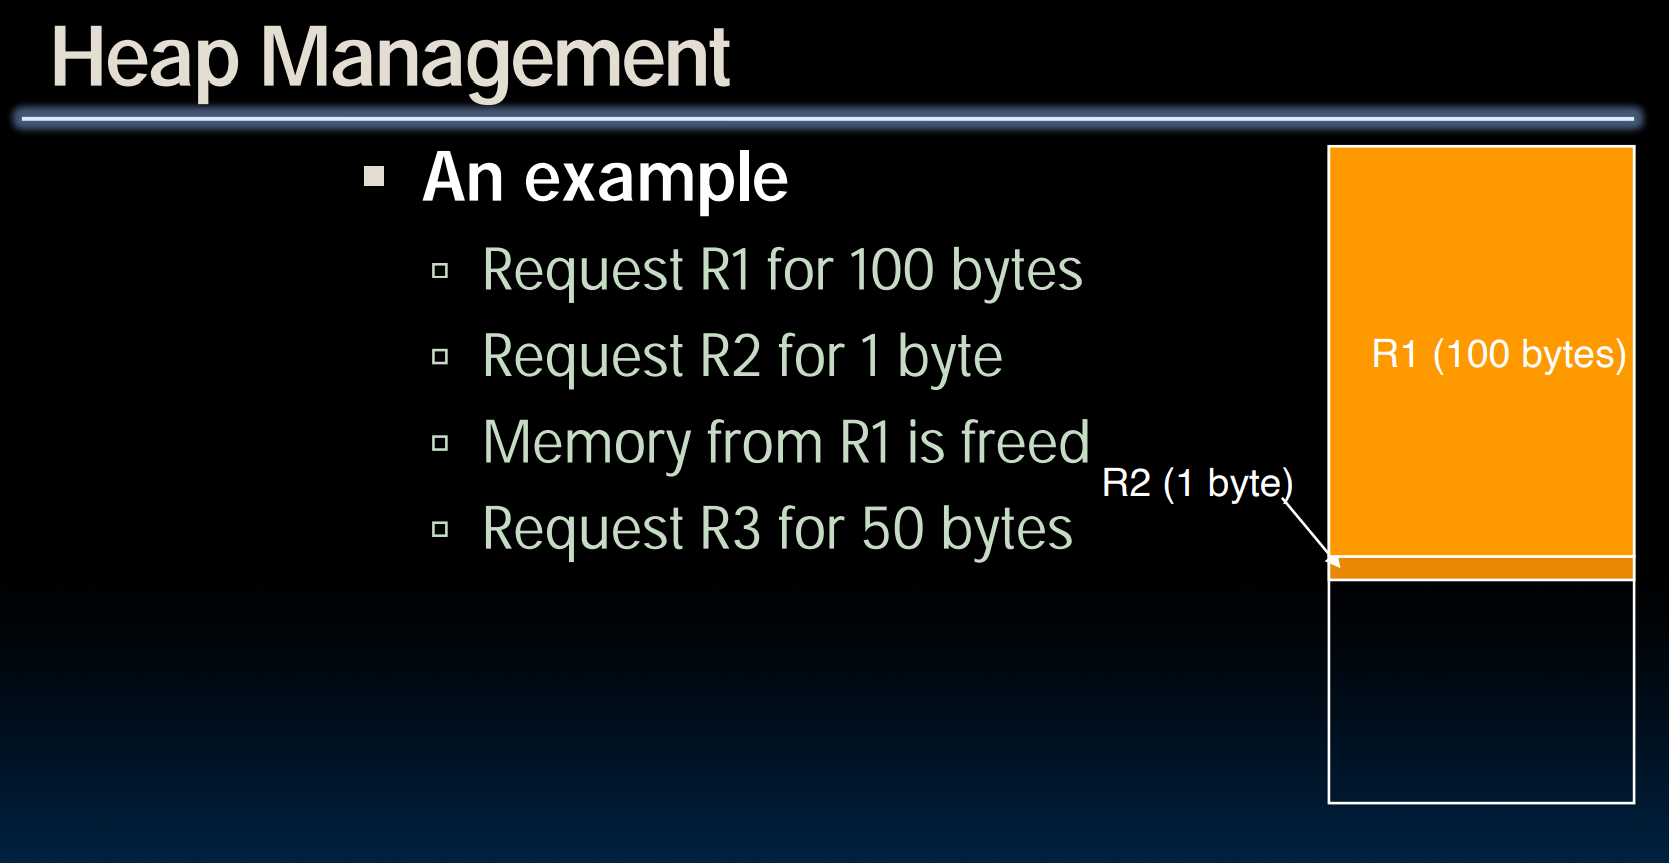 Heap Management
An example
Request R1 for 100 bytes
Request R2 for 1 byte
Memory from R1 is freed
Request R3 for 50 bytes
R1 (100 bytes)
R2 (1 byte)